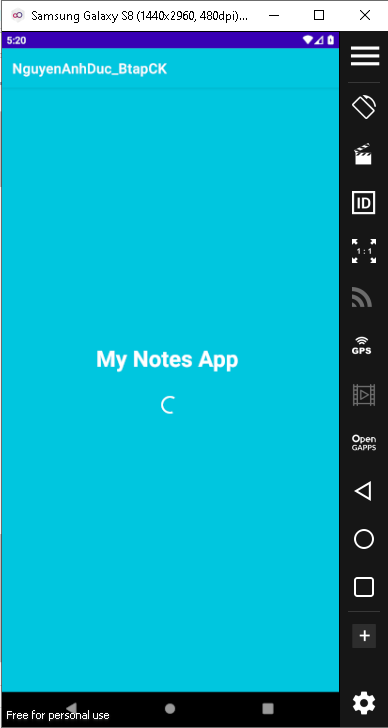 Samsung Galaxy S8 (1440x2960, 480dpi)...
5:20
NguyenAnhDuc_BtapCK
My Notes App
ID
1 : 1
GPS
Open
GAPPS
Free for personal use